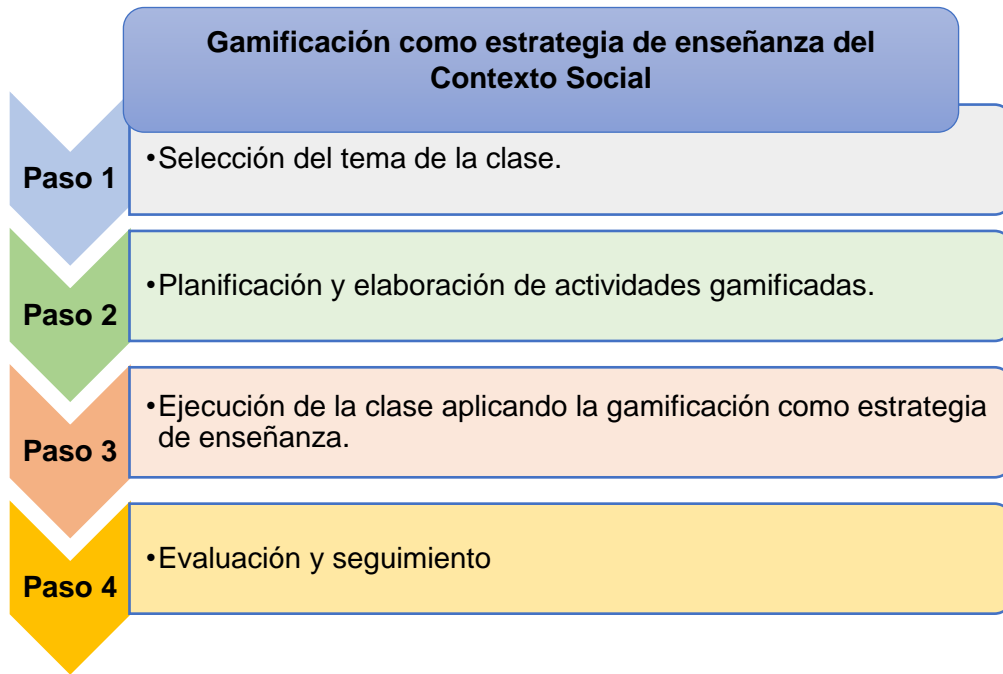 Gamificación como estrategia de enseñanza del
Contexto Social
Paso 1
•Selección del tema de la clase.
Paso 2
•Planificación y elaboración de actividades gamificadas.
Paso 3
•Ejecución de la clase aplicando la gamificación como estrategia
de enseñanza.
Paso 4
•Evaluación y seguimiento